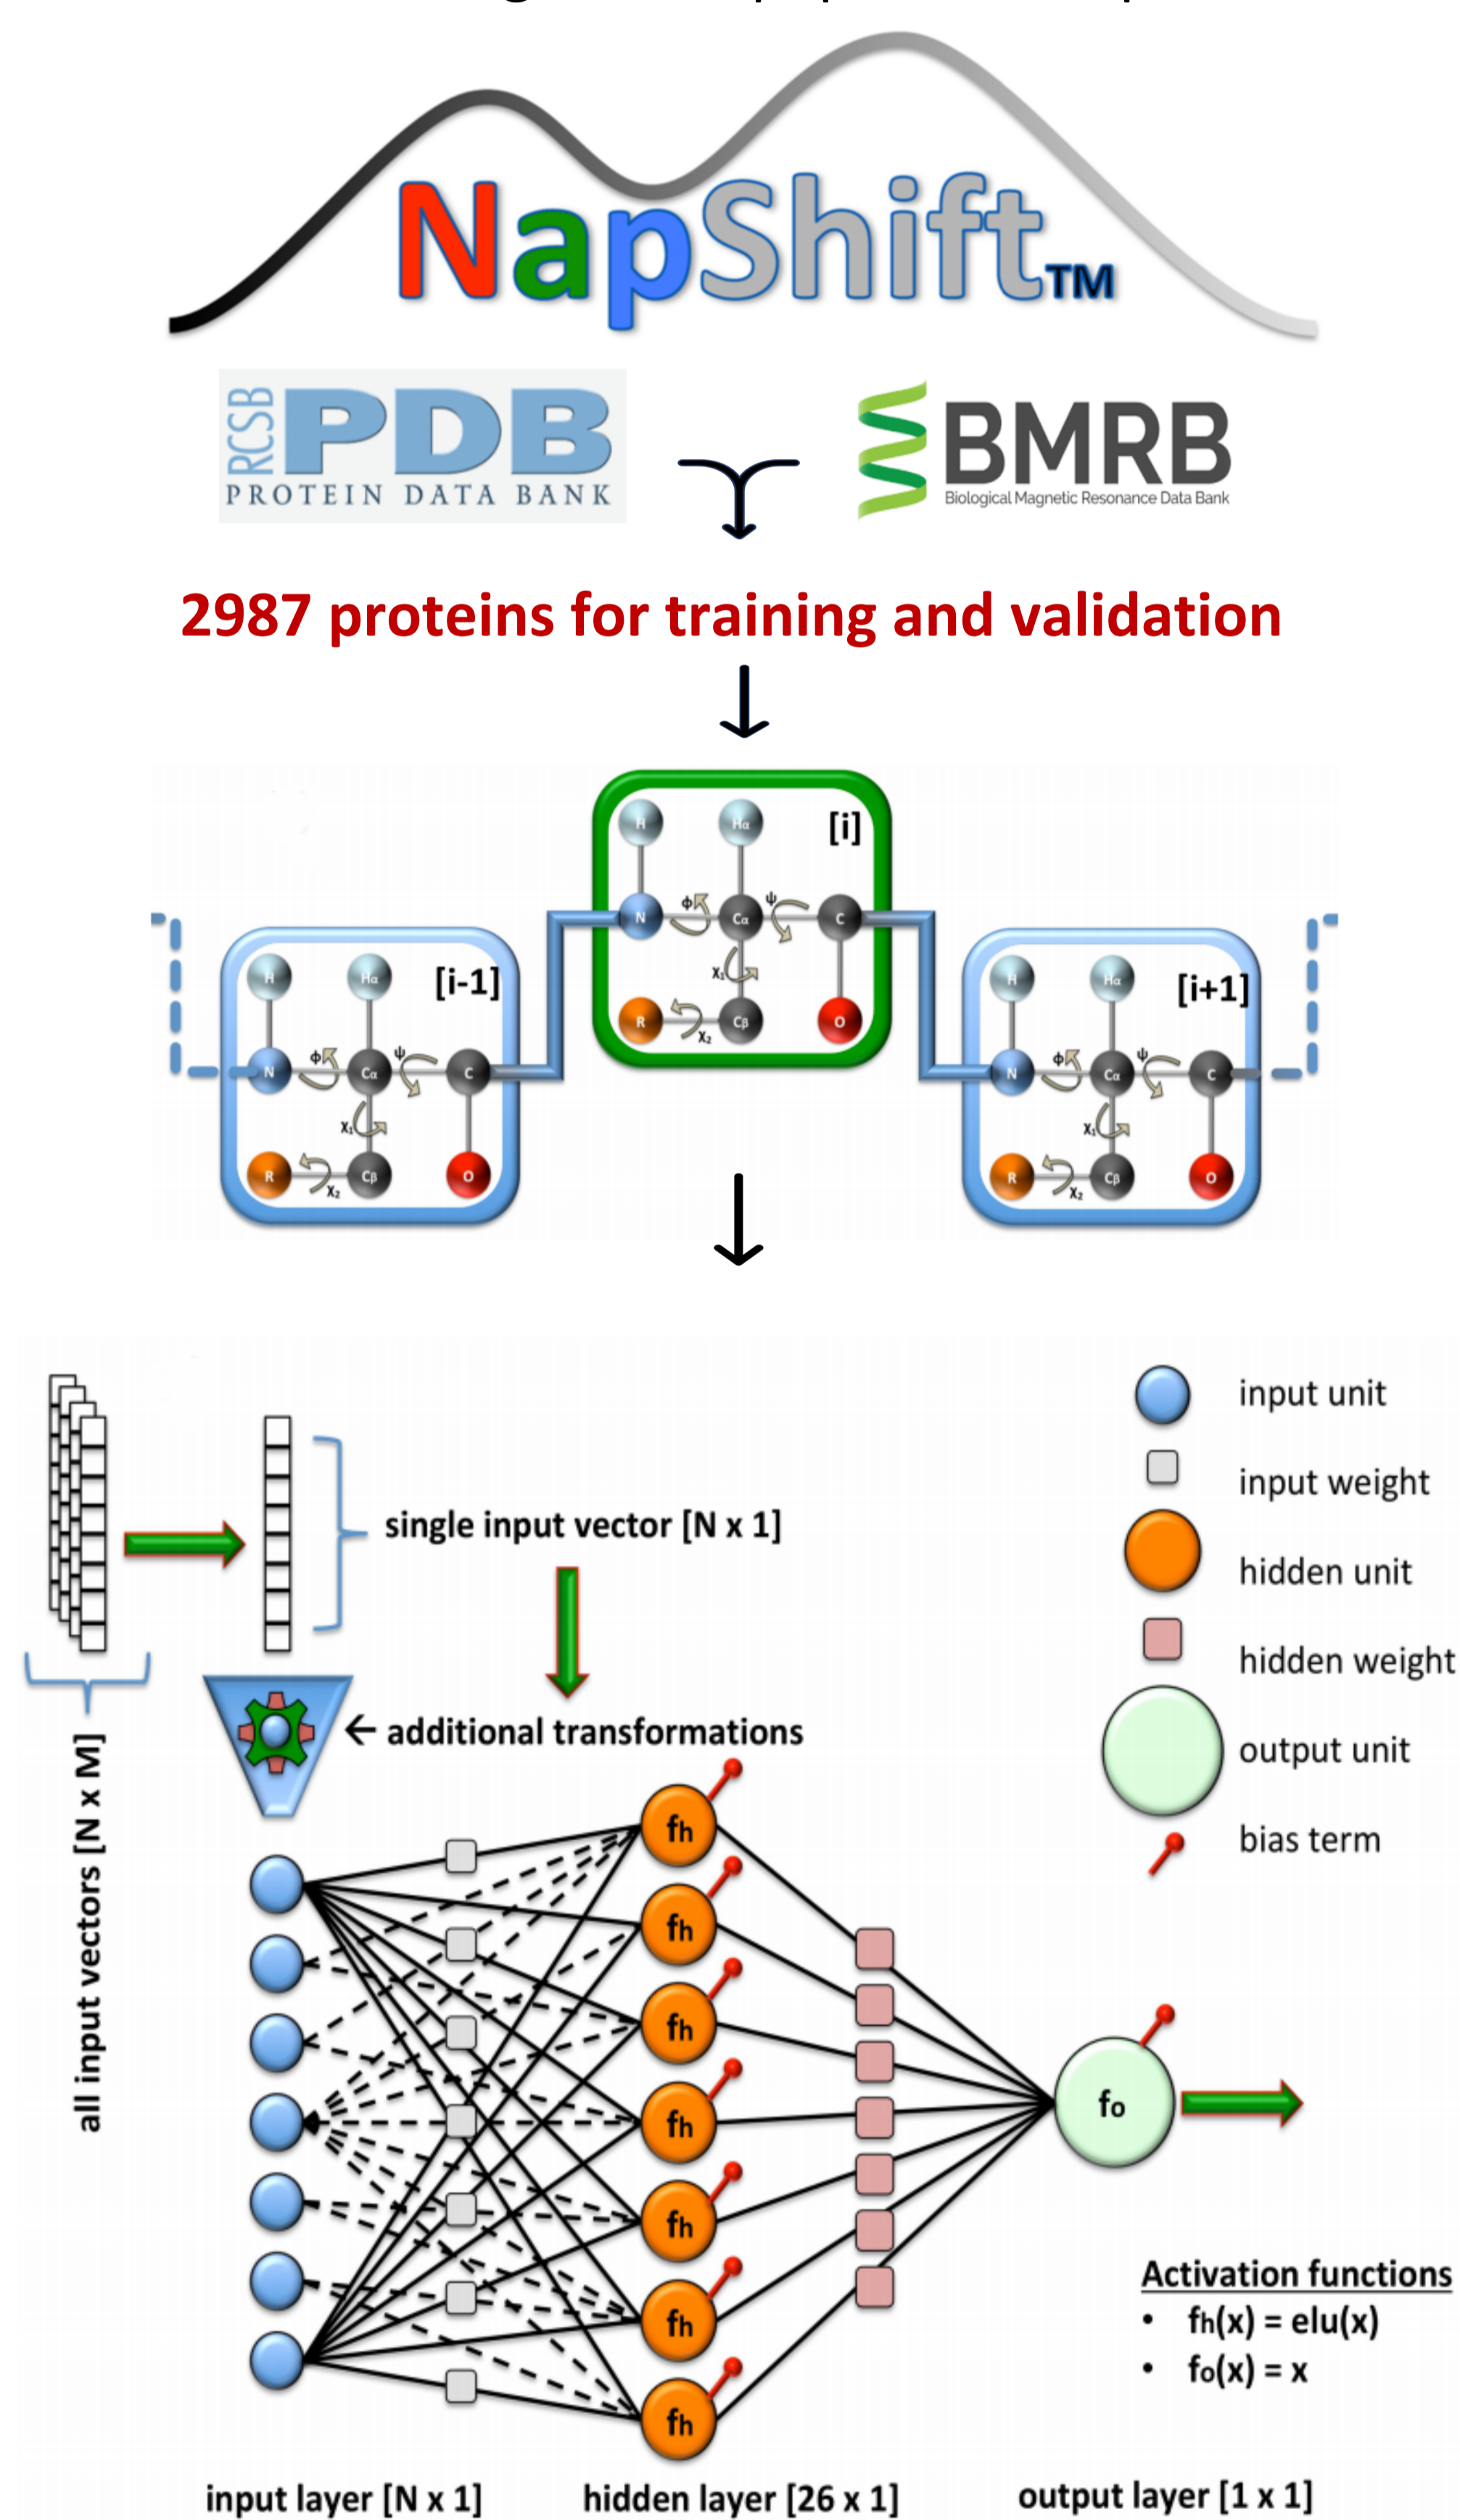 NapShift TM
RCSB
PDB
PROTEIN DATA BANK
BMRB
Biological Magnetic Resonance Data Bank
2987 proteins for training and validation
H Hα [i]
N ϕ Cα ψ C
χ₁
R χ₂ Cβ O
H Hα [i-1]
N ϕ Cα ψ C
χ₁
R χ₂ Cβ O
H Hα [i+1]
N ϕ Cα ψ C
χ₁
R χ₂ Cβ O
input unit
input weight
hidden unit
hidden weight
output unit
bias term
single input vector [N x 1]
← additional transformations
all input vectors [N x M]
fh
fh
fh
fh
fh
fh
fh
fo
Activation functions
• fh(x) = elu(x)
• fo(x) = x
input layer [N x 1]
hidden layer [26 x 1]
output layer [1 x 1]